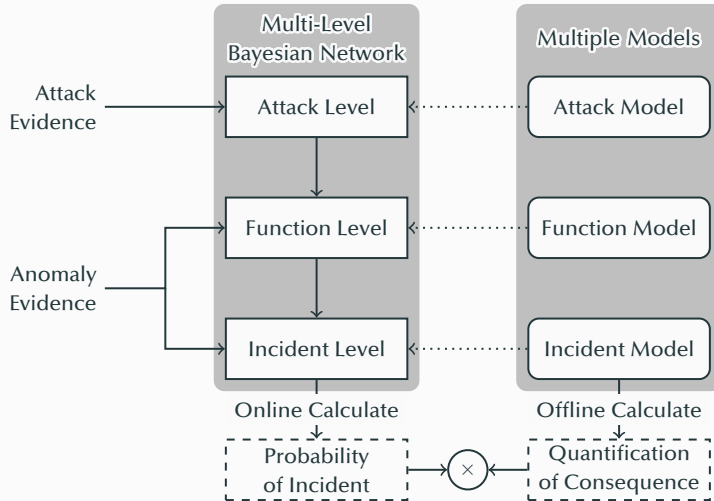 Multi-Level
Bayesian Network
Multiple Models
Attack
Evidence
Attack Level
Attack Model
Function Level
Function Model
Anomaly
Evidence
Incident Level
Incident Model
Online Calculate
Offline Calculate
Probability
of Incident
×
Quantification
of Consequence